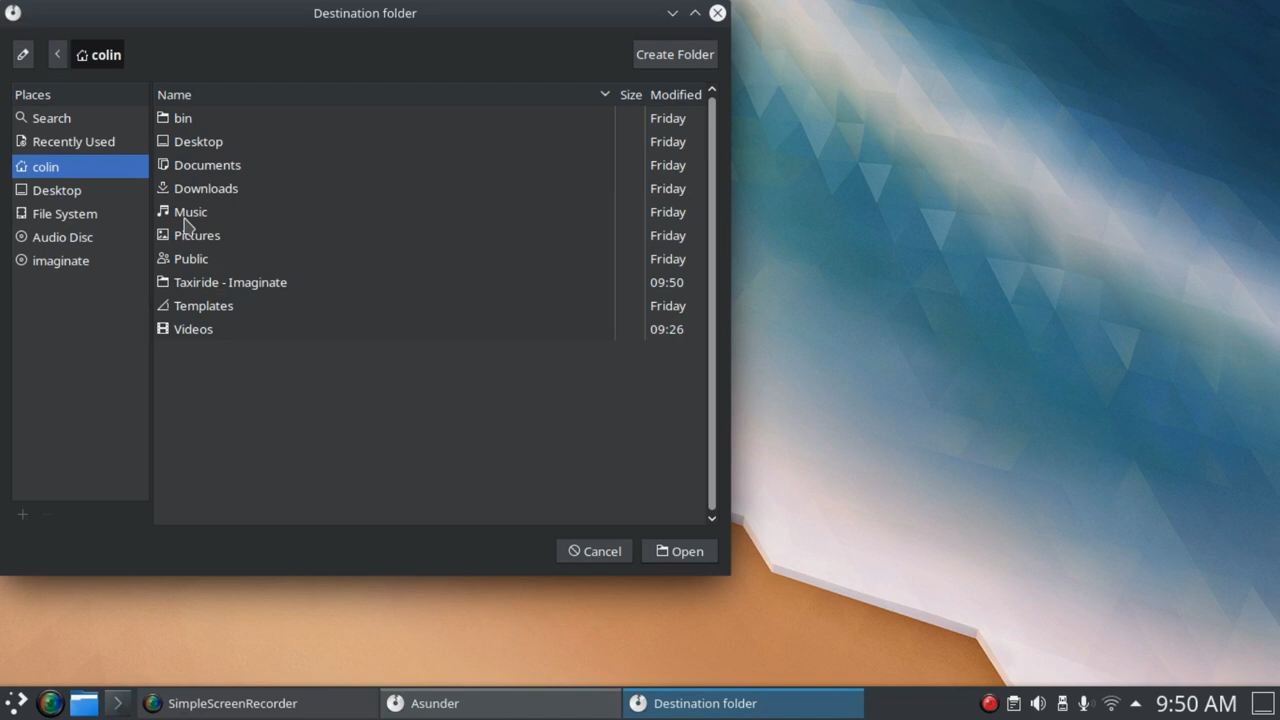 Destination folder
colin
Create Folder
Places
Name
Size
Modified
Search
bin
Friday
Recently Used
Desktop
Friday
colin
Documents
Friday
Desktop
Downloads
Friday
File System
Music
Friday
Audio Disc
Pictures
Friday
imaginate
Public
Friday
Taxiride - Imaginate
09:50
Templates
Friday
Videos
09:26
Cancel
Open
SimpleScreenRecorder
Asunder
Destination folder
9:50 AM